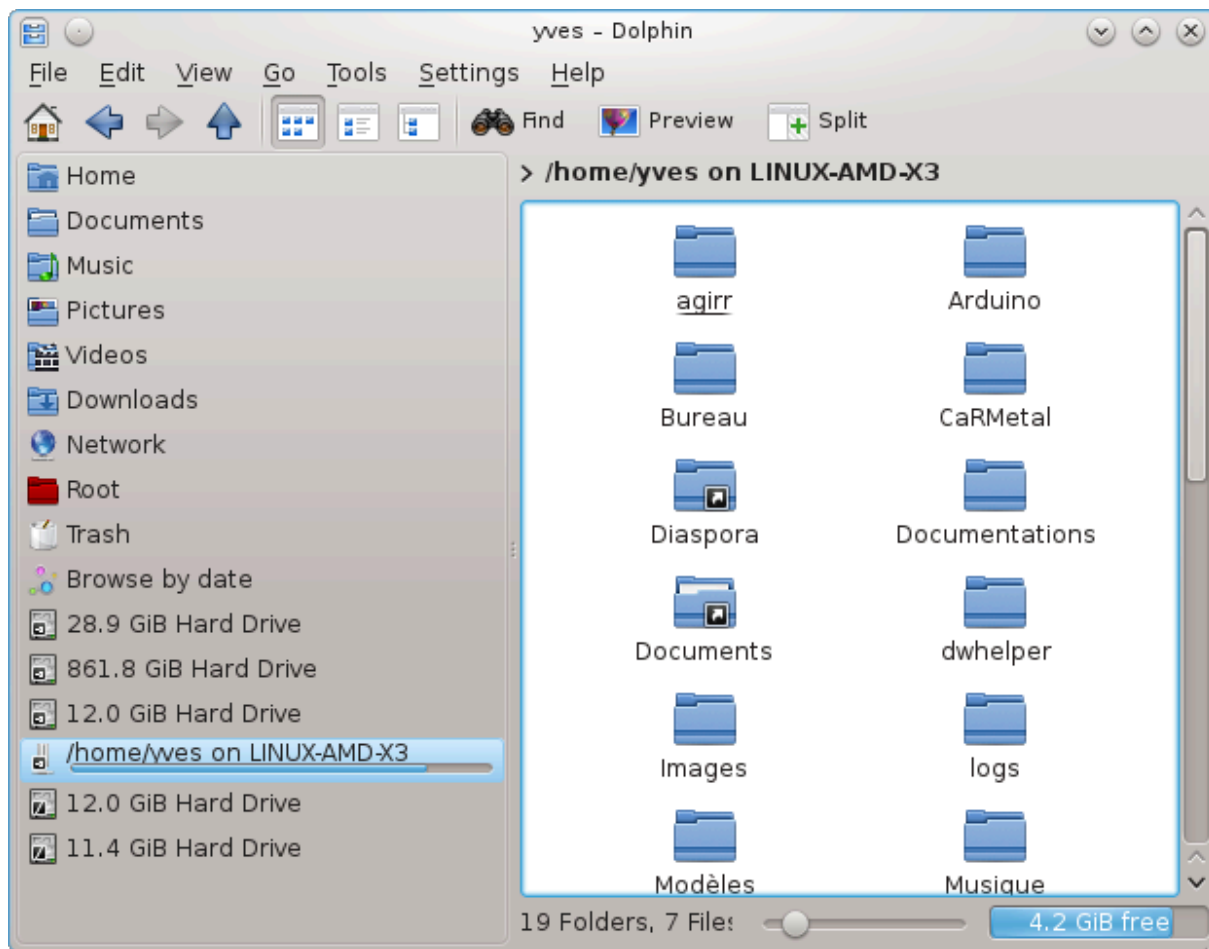 yves - Dolphin
File Edit View Go Tools Settings Help
Find Preview Split
Home
Documents
Music
Pictures
Videos
Downloads
Network
Root
Trash
Browse by date
28.9 GiB Hard Drive
861.8 GiB Hard Drive
12.0 GiB Hard Drive
/home/yves on LINUX-AMD-X3
12.0 GiB Hard Drive
11.4 GiB Hard Drive
> /home/yves on LINUX-AMD-X3
agirr Arduino
Bureau CaRMetal
Diaspora Documentations
Documents dwhelper
Images logs
Modèles Musique
19 Folders, 7 Files
4.2 GiB free